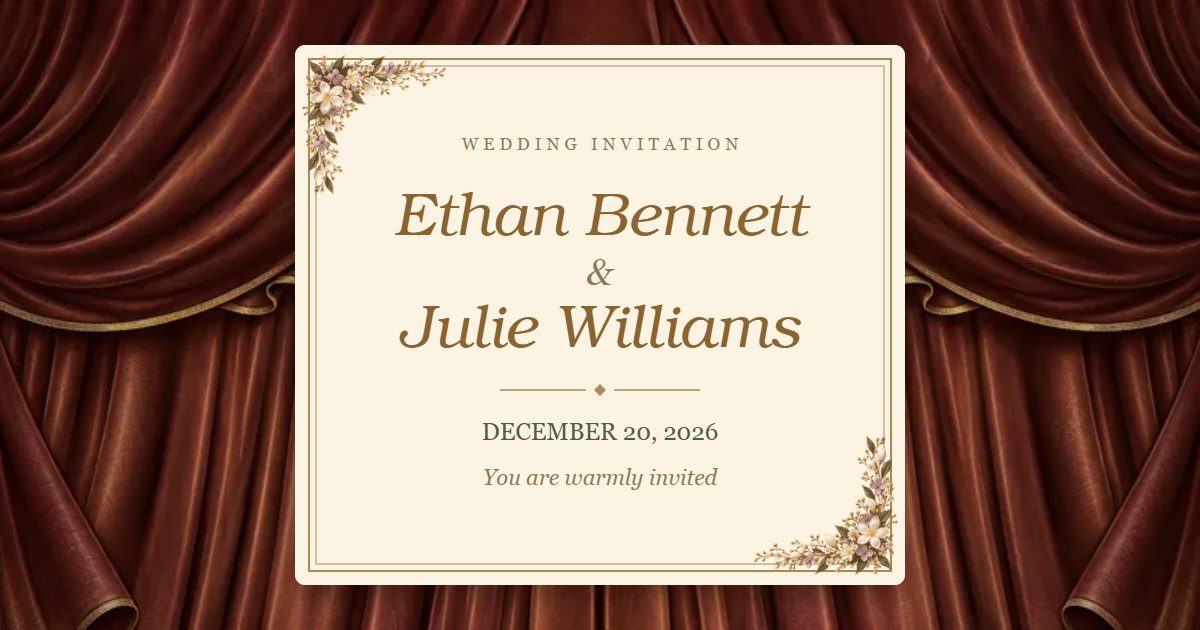 WEDDING INVITATION
Ethan Bennett
&
Julie Williams
DECEMBER 20, 2026
You are warmly invited